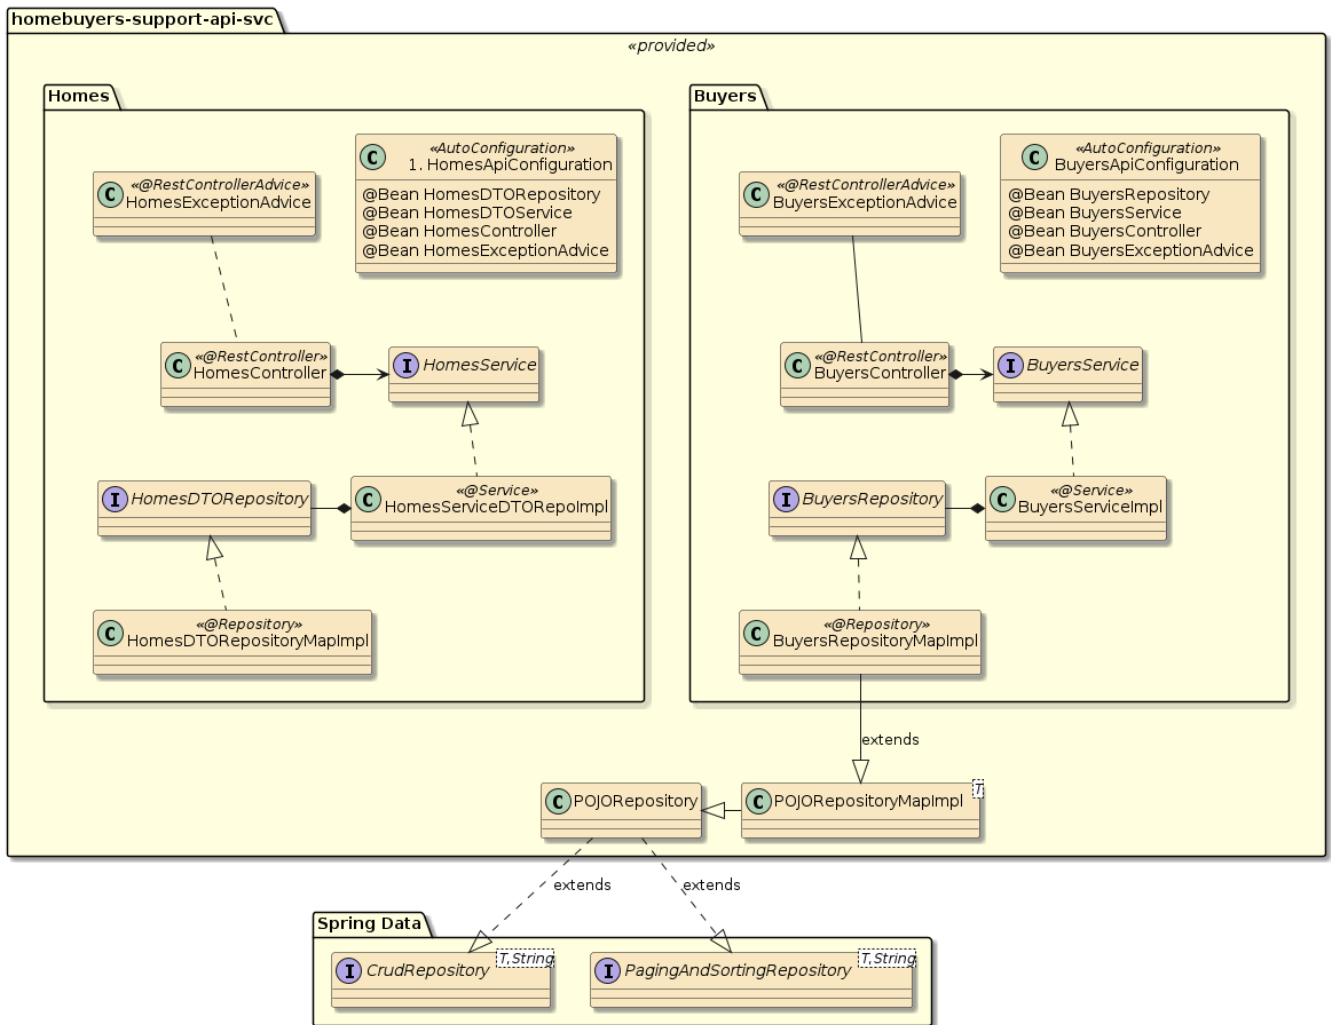 homebuyers-support-api-svc
«provided»
Homes
«AutoConfiguration»
C
1. HomesApiConfiguration
@Bean HomesDTORepository
@Bean HomesDTOService
@Bean HomesController
@Bean HomesExceptionAdvice
«@RestControllerAdvice»
C
HomesExceptionAdvice
«@RestController»
C
HomesController
I
HomesService
I
HomesDTORepository
«@Service»
C
HomesServiceDTORepoImpl
«@Repository»
C
HomesDTORepositoryMapImpl
Buyers
«AutoConfiguration»
C
BuyersApiConfiguration
@Bean BuyersRepository
@Bean BuyersService
@Bean BuyersController
@Bean BuyersExceptionAdvice
«@RestControllerAdvice»
C
BuyersExceptionAdvice
«@RestController»
C
BuyersController
I
BuyersService
I
BuyersRepository
«@Service»
C
BuyersServiceImpl
«@Repository»
C
BuyersRepositoryMapImpl
extends
C
POJORepository
C
POJORepositoryMapImpl
T
extends
extends
Spring Data
I
CrudRepository
T,String
I
PagingAndSortingRepository
T,String